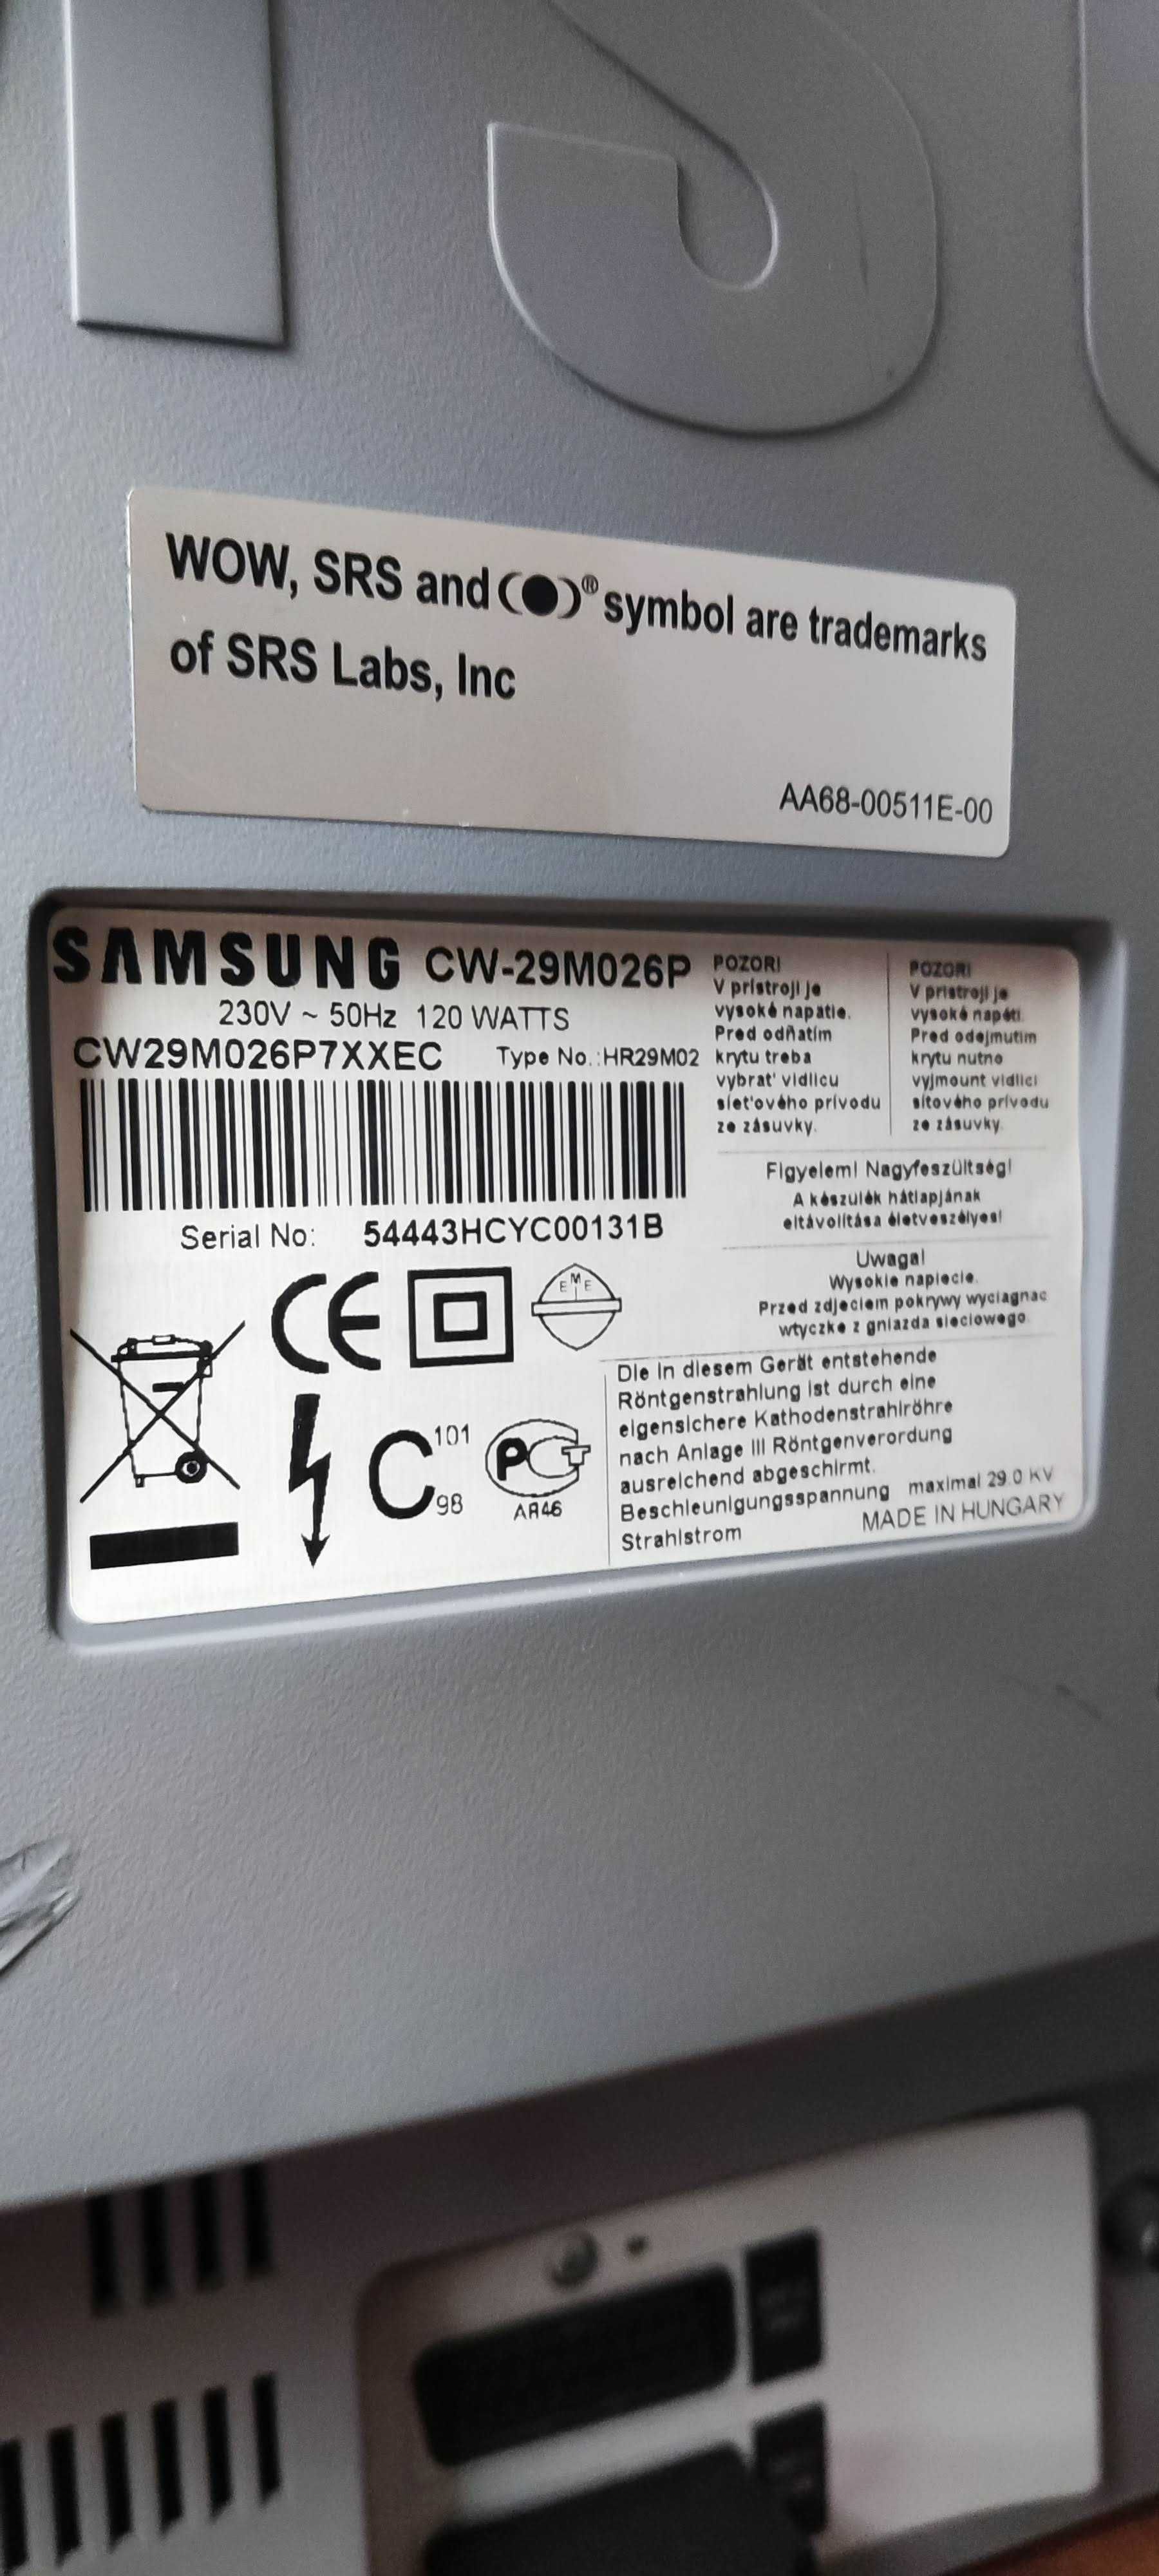 WOW, SRS and (●)® symbol are trademarks
of SRS Labs, Inc
AA68-00511E-00
SAMSUNG CW-29M026P
230V ~ 50Hz 120 WATTS
CW29M026P7XXEC Type No.:HR29M02
Serial No: 54443HCYC00131B
CE
EME
C 101 98
PCT
AR46
POZOR!
V prístroji je
vysoké napätie.
Pred odňatím
krytu treba
vybrat' vidlicu
siet'ového prívodu
zo zásuvky.
POZOR!
V prístroji je
vysoké napětí.
Pred odejmutím
krytu nutno
vyjmount vidlici
sítového prívodu
ze zásuvky.
Figyelem! Nagyfeszültség!
A készülék hátlapjának
eltávolítása életveszélyes!
Uwaga!
Wysokie napiecie.
Przed zdjeciem pokrywy wyciagnac
wtyczke z gniazda sieciowego
Die in diesem Gerät entstehende
Röntgenstrahlung ist durch eine
eigensichere Kathodenstrahlröhre
nach Anlage III Röntgenverordung
ausreichend abgeschirmt.
Beschleunigungsspannung maximal 29.0 KV
Strahlstrom
MADE IN HUNGARY